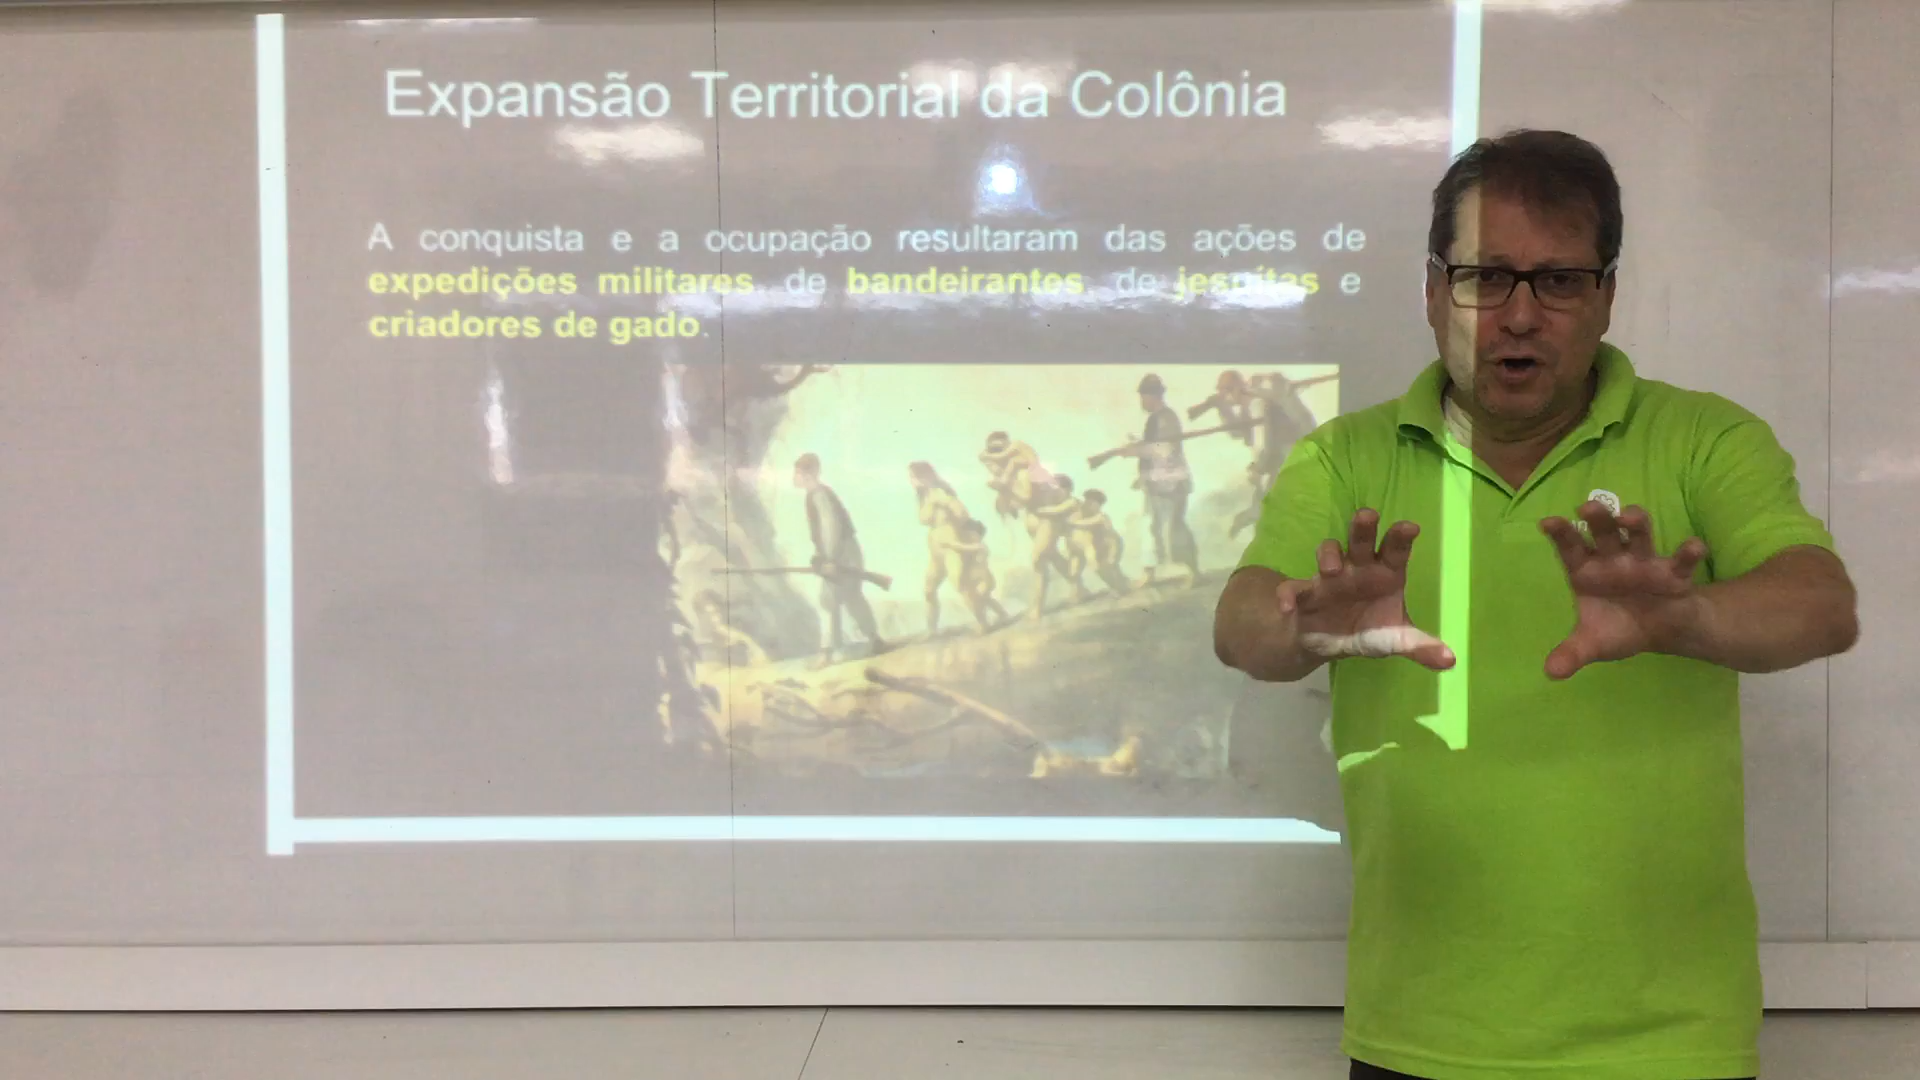 Expansão Territorial da Colônia
A conquista e a ocupação resultaram das ações de
expedições militares, de bandeirantes, de jesuítas e
criadores de gado.